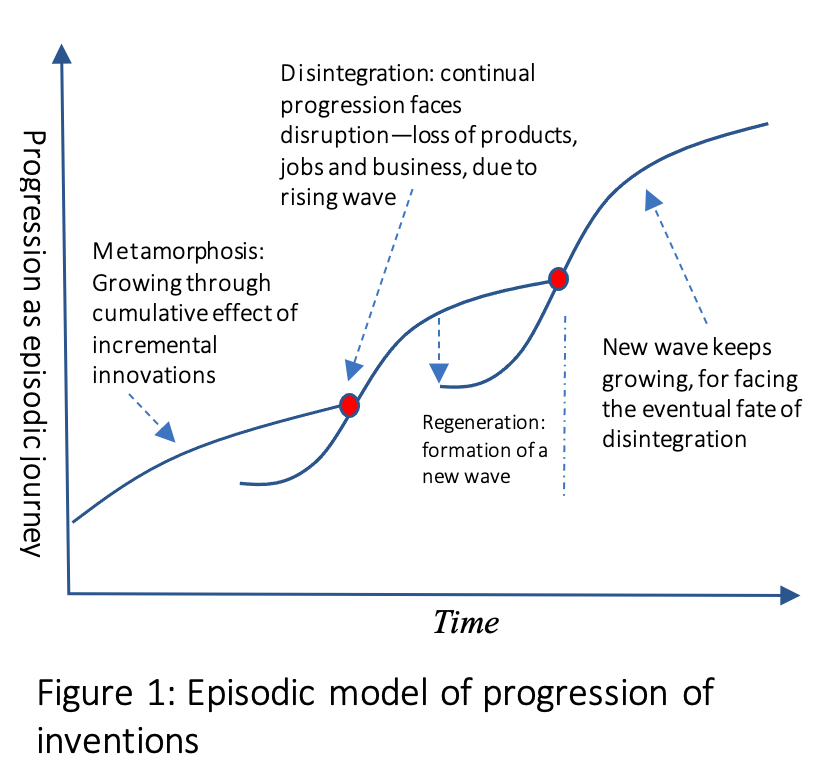 Disintegration: continual
progression faces
disruption—loss of products,
jobs and business, due to
rising wave
Metamorphosis:
Growing through
cumulative effect of
incremental
innovations
Progression as episodic journey
New wave keeps
growing, for facing
the eventual fate of
disintegration
Regeneration:
formation of a
new wave
Time
Figure 1: Episodic model of progression of
inventions